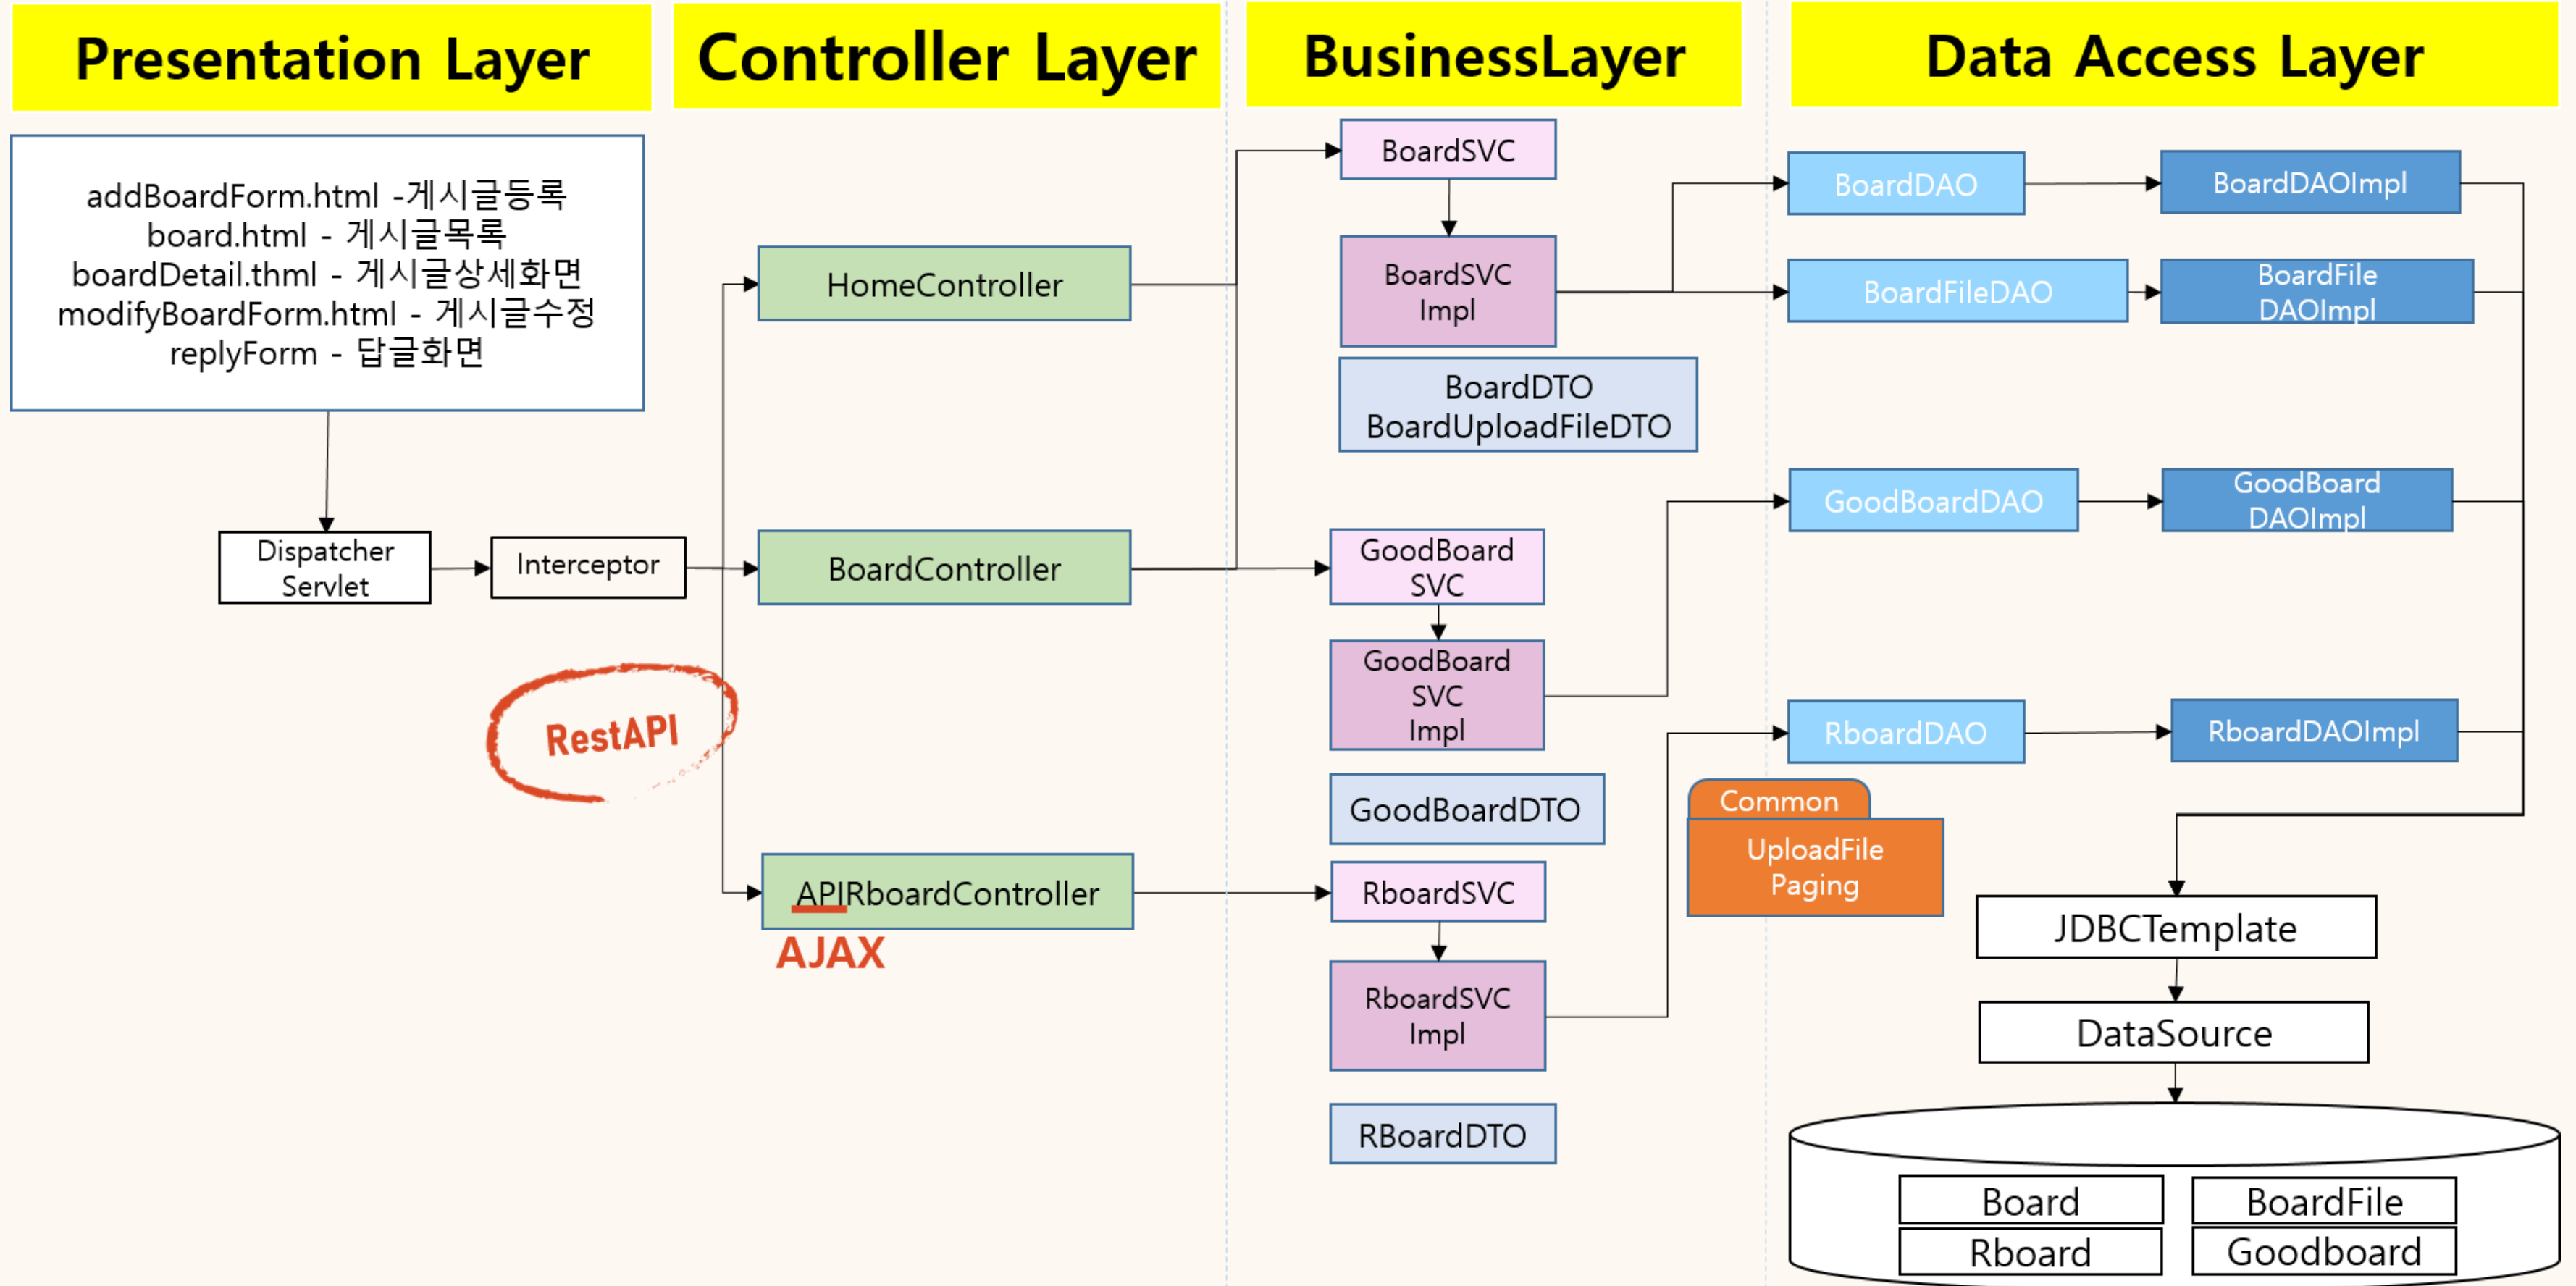 Presentation Layer
Controller Layer
BusinessLayer
Data Access Layer
addBoardForm.html -게시글등록
board.html - 게시글목록
boardDetail.thml - 게시글상세화면
modifyBoardForm.html - 게시글수정
replyForm - 답글화면
Dispatcher
Servlet
Interceptor
RestAPI
HomeController
BoardController
APIRboardController
AJAX
BoardSVC
BoardSVC
Impl
BoardDTO
BoardUploadFileDTO
GoodBoard
SVC
GoodBoard
SVC
Impl
GoodBoardDTO
RboardSVC
RboardSVC
Impl
RBoardDTO
Common
UploadFile
Paging
BoardDAO
BoardDAOImpl
BoardFileDAO
BoardFile
DAOImpl
GoodBoardDAO
GoodBoard
DAOImpl
RboardDAO
RboardDAOImpl
JDBCTemplate
DataSource
Board
BoardFile
Rboard
Goodboard